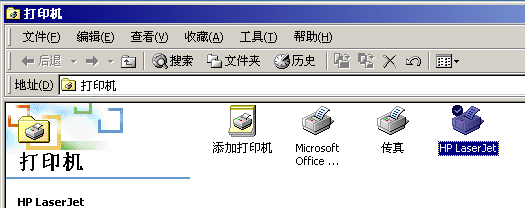 打印机
文件(F) 编辑(E) 查看(V) 收藏(A) 工具(T) 帮助(H)
后退 搜索 文件夹 历史
地址(D) 打印机
添加打印机 Microsoft Office ... 传真 HP LaserJet
打印机
HP LaserJet